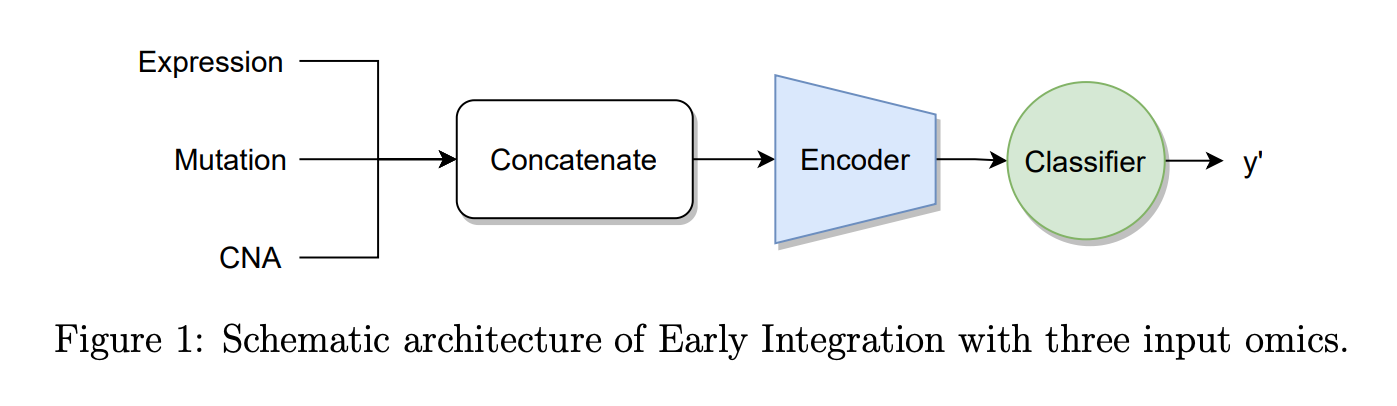 Expression
Mutation
CNA
Concatenate
Encoder
Classifier
y'
Figure 1: Schematic architecture of Early Integration with three input omics.